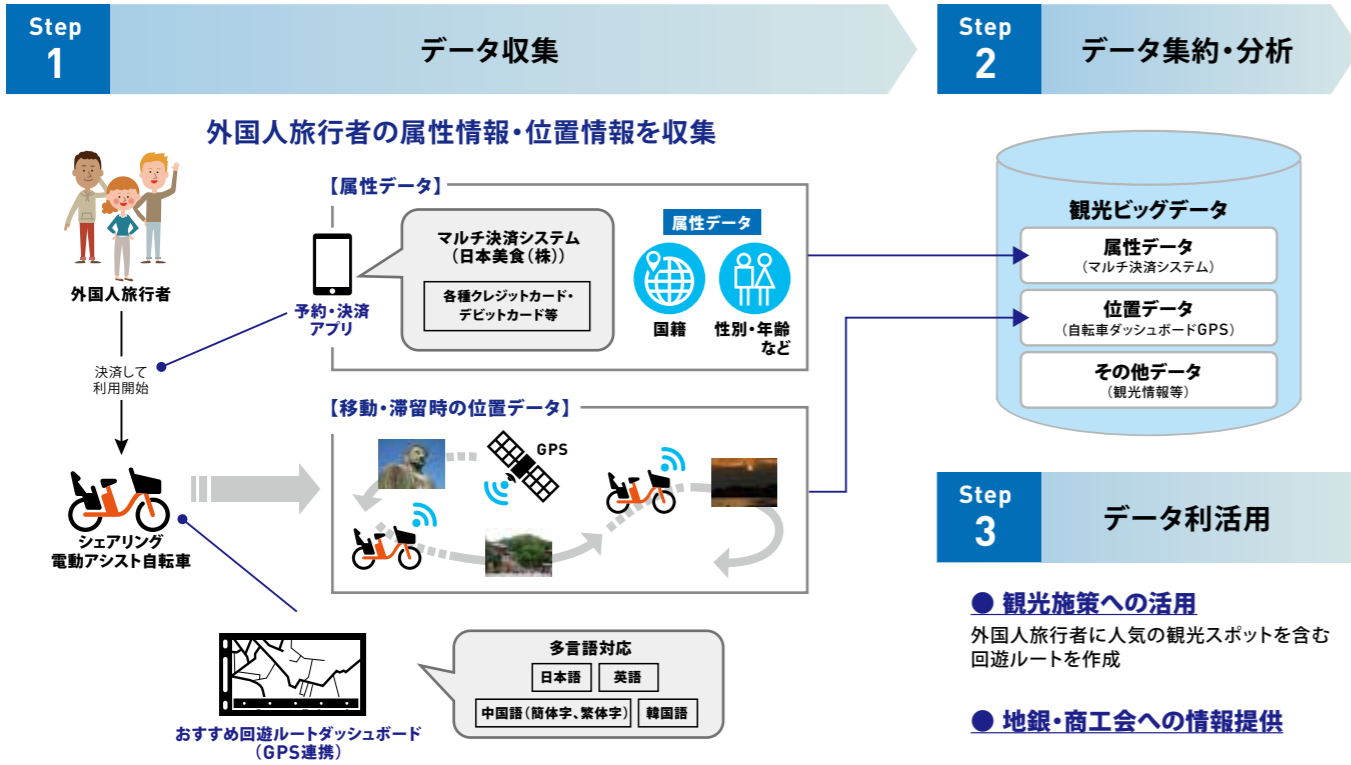 Step
1
データ収集
外国人旅行者の属性情報・位置情報を収集
外国人旅行者
決済して
利用開始
シェアリング
電動アシスト自転車
【属性データ】
予約・決済
アプリ
マルチ決済システム
（日本美食（株））
各種クレジットカード・
デビットカード等
属性データ
国籍
性別・年齢
など
【移動・滞留時の位置データ】
GPS
おすすめ回遊ルートダッシュボード
（GPS連携）
多言語対応
日本語
英語
中国語（簡体字、繁体字）
韓国語
Step
2
データ集約・分析
観光ビッグデータ
属性データ
（マルチ決済システム）
位置データ
（自転車ダッシュボードGPS）
その他データ
（観光情報等）
Step
3
データ利活用
● 観光施策への活用
外国人旅行者に人気の観光スポットを含む
回遊ルートを作成
● 地銀・商工会への情報提供